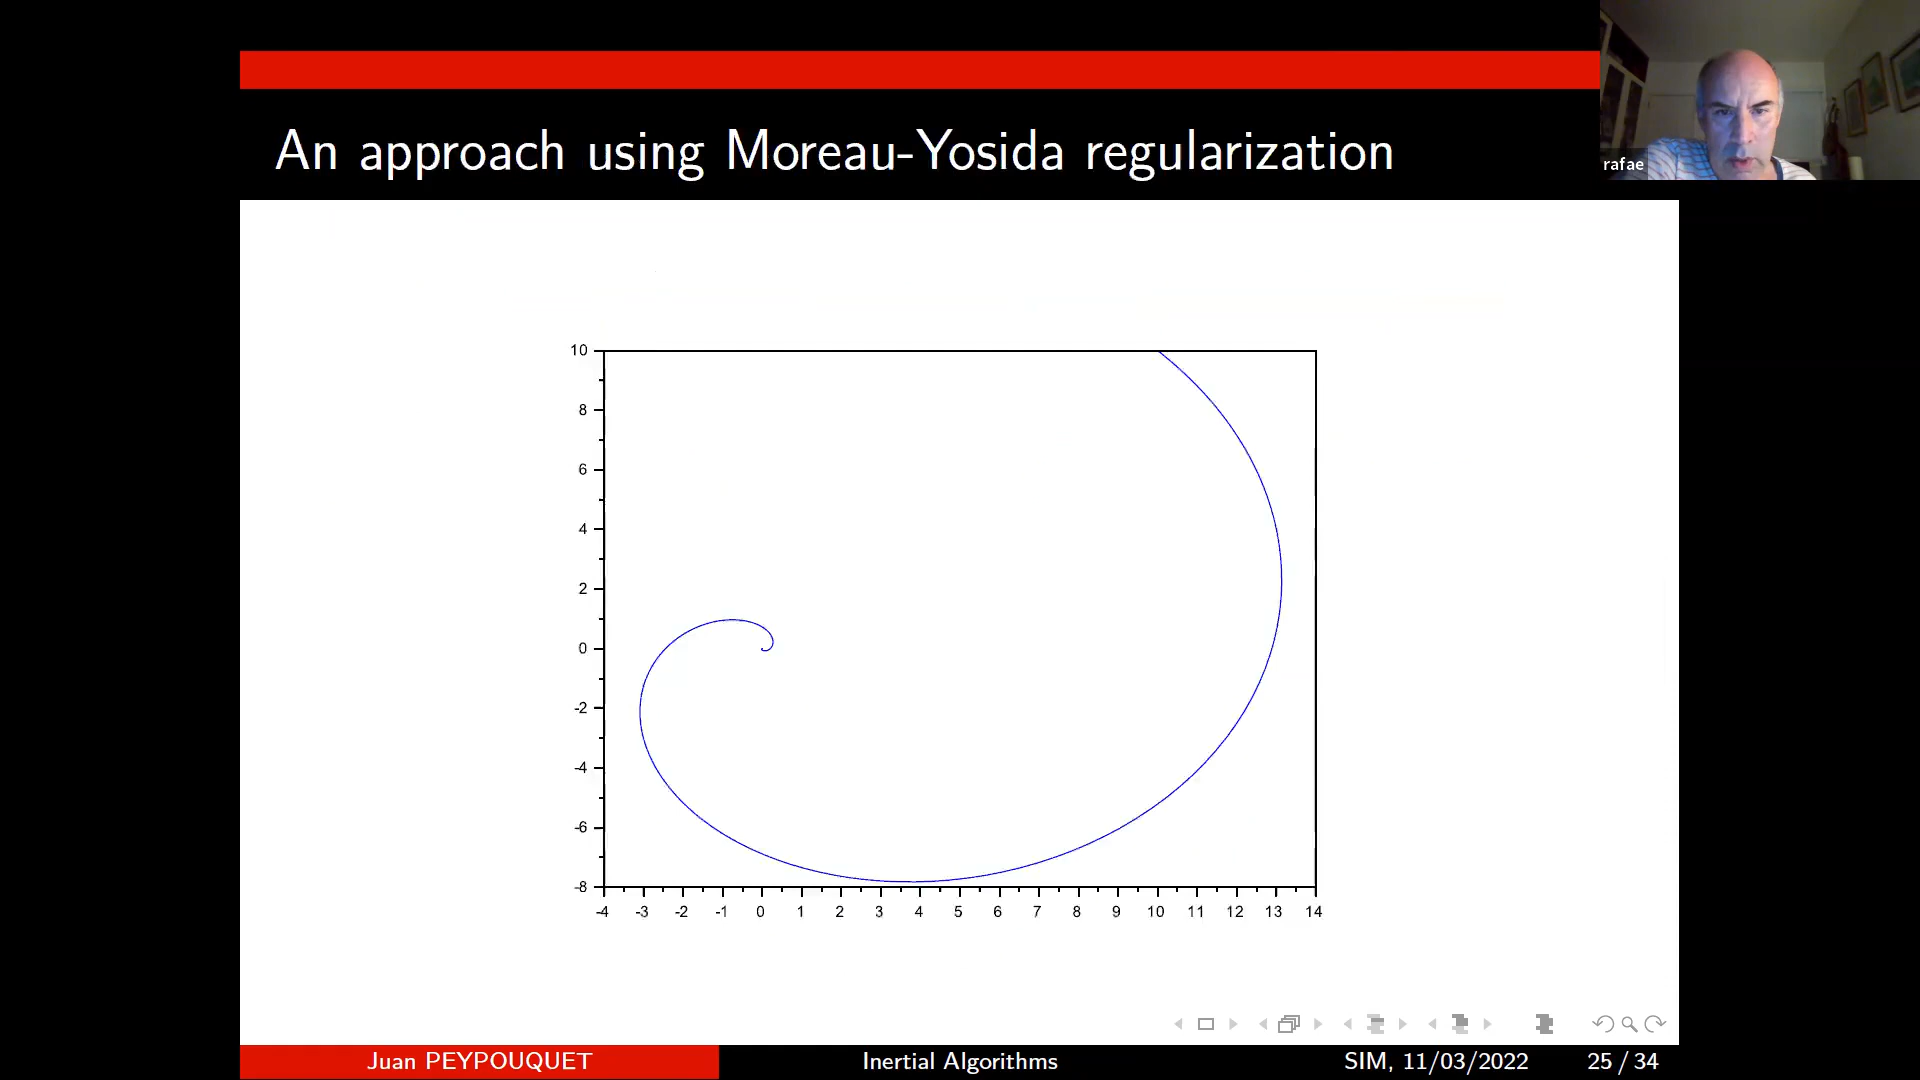 An approach using Moreau-Yosida regularization
rafae
10
8
6
4
2
0
-2
-4
-6
-8
-4 -3 -2 -1 0 1 2 3 4 5 6 7 8 9 10 11 12 13 14
Juan PEYPOUQUET Inertial Algorithms SIM, 11/03/2022 25 / 34